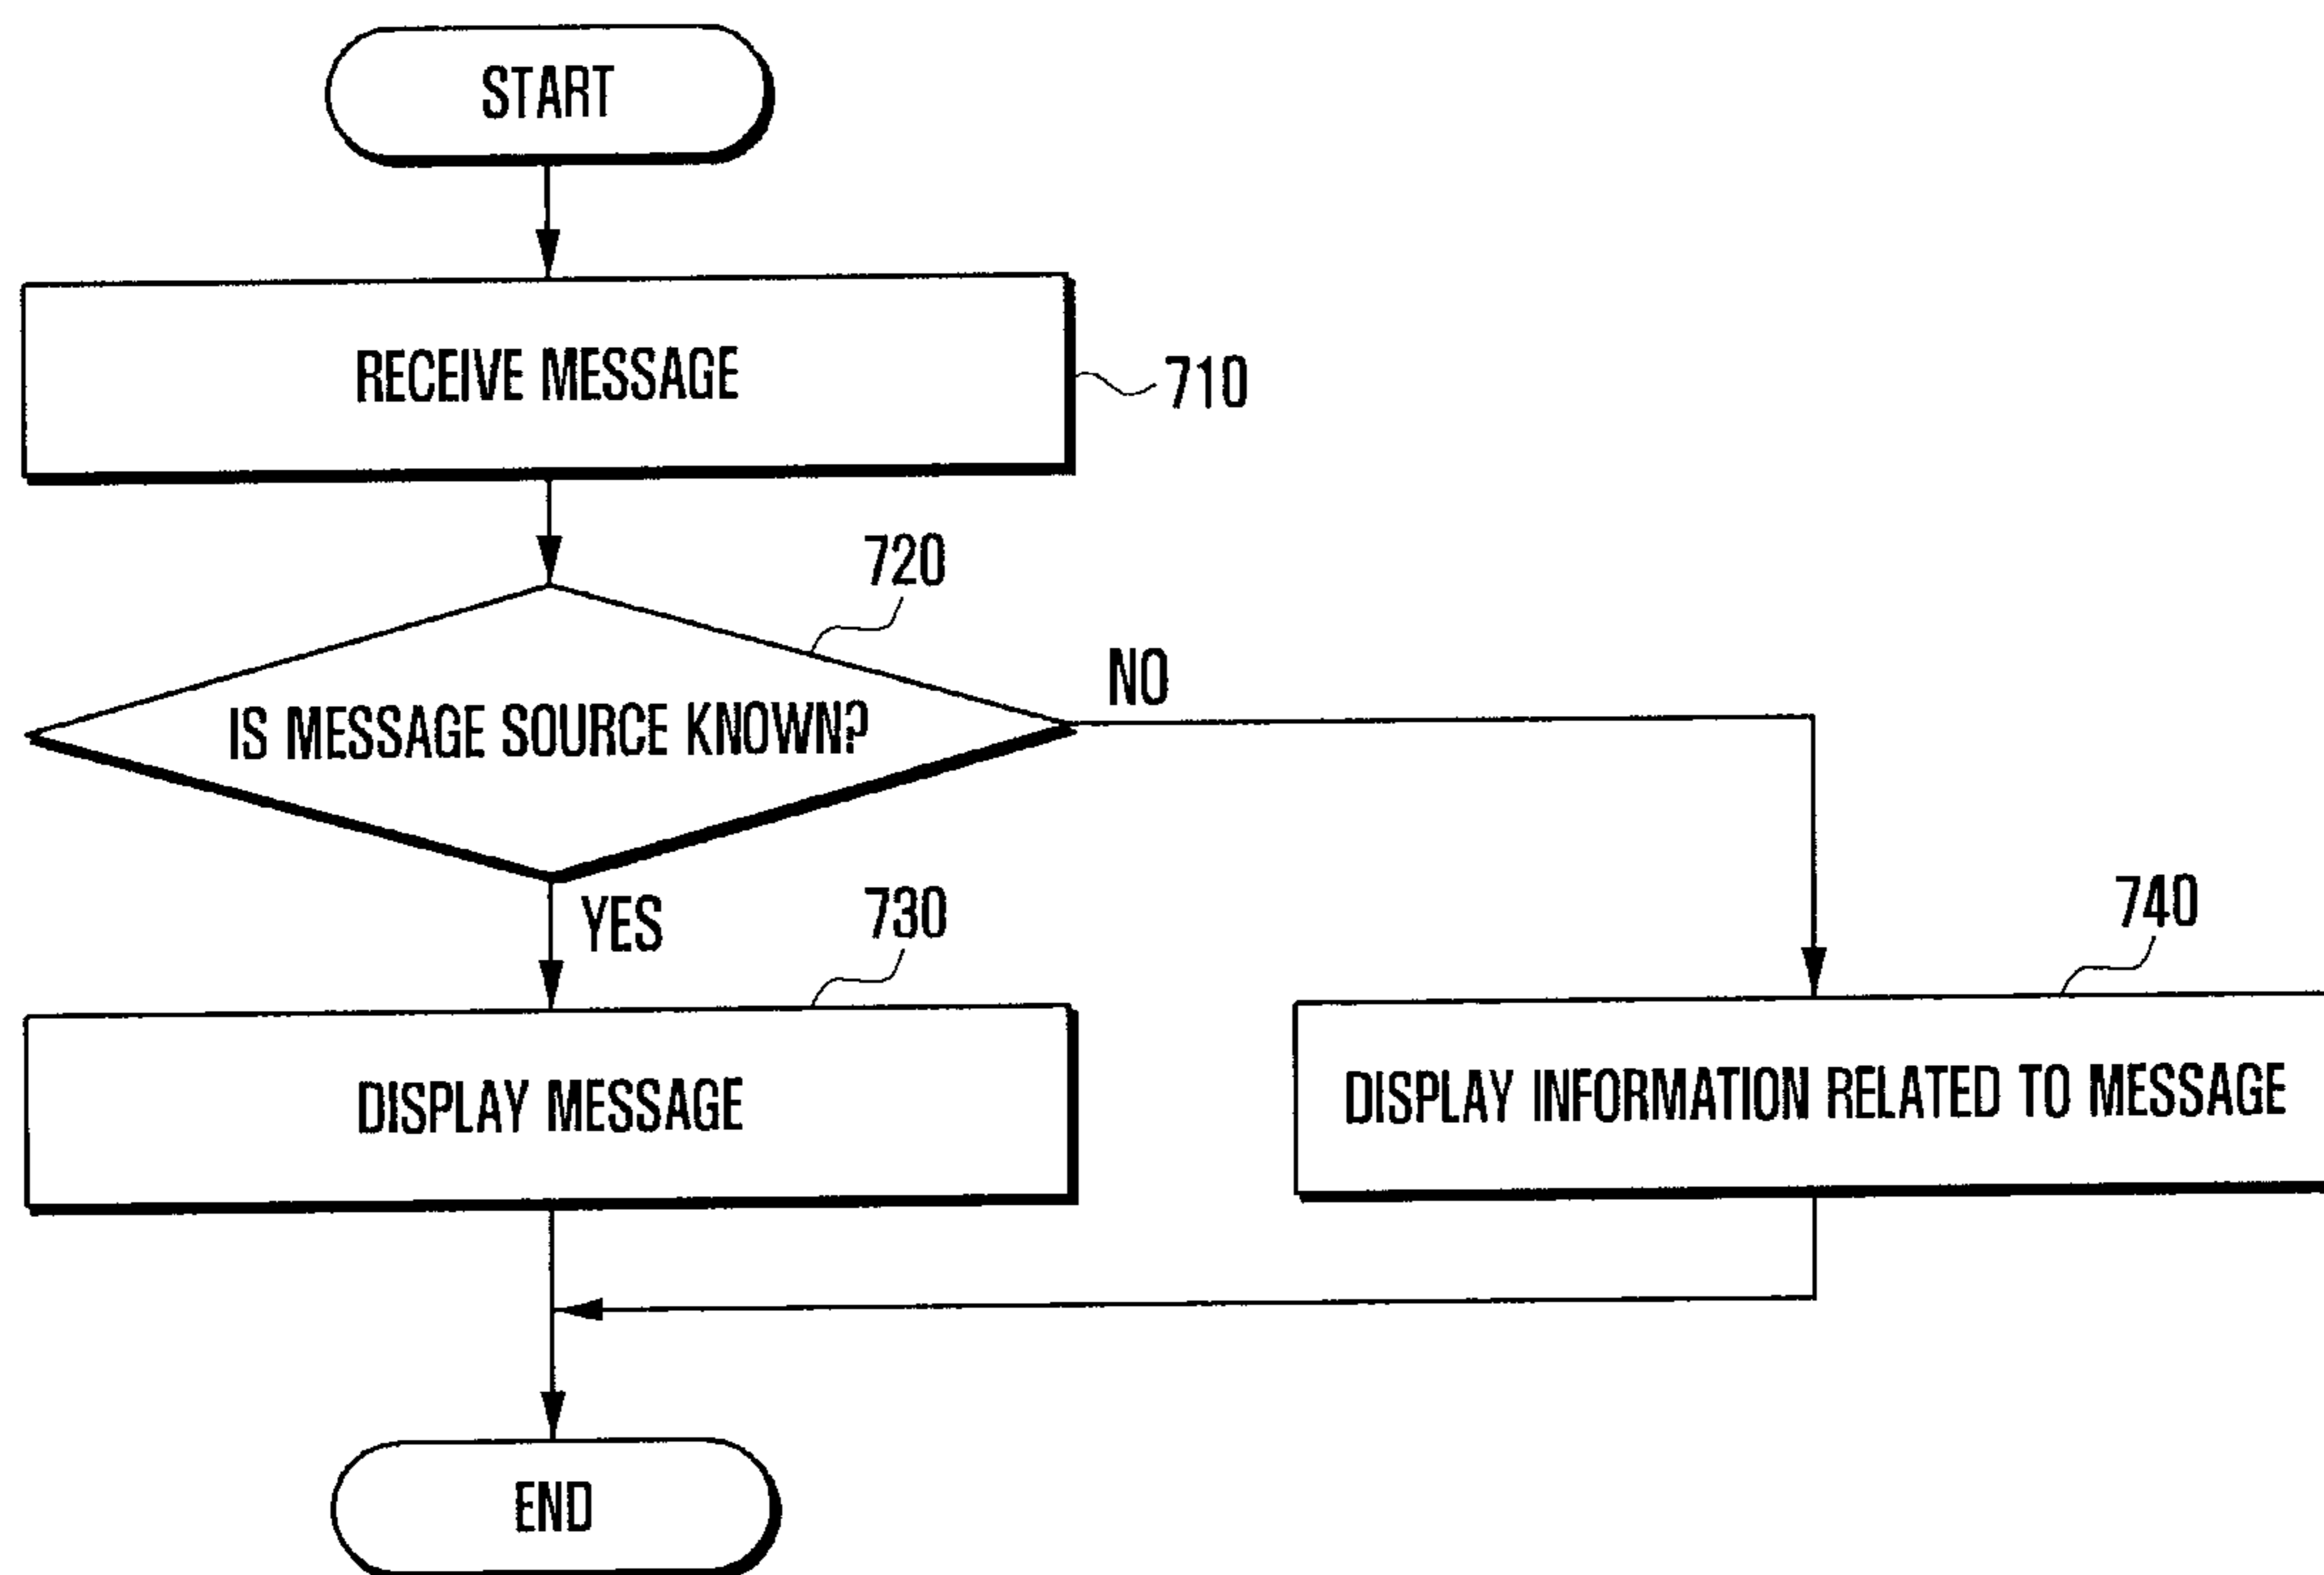 START
RECEIVE MESSAGE
710
720
IS MESSAGE SOURCE KNOWN?
NO
YES
730
740
DISPLAY MESSAGE
DISPLAY INFORMATION RELATED TO MESSAGE
END